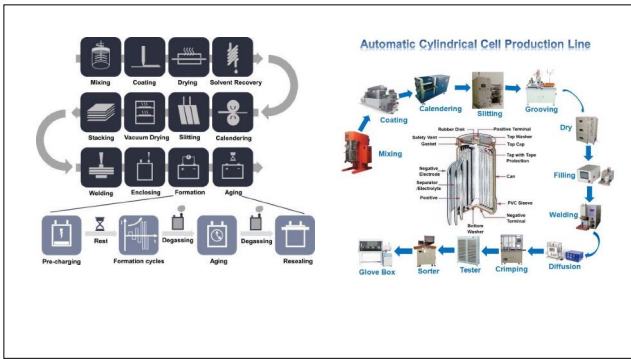 Mixing
Coating
Drying
Solvent Recovery
Stacking
Vacuum Drying
Slitting
Calendering
Welding
Enclosing
Formation
Aging
Rest
Degassing
Degassing
Pre-charging
Formation cycles
Aging
Resealing
Automatic Cylindrical Cell Production Line
Coating
Calendering
Slitting
Grooving
Dry
Filling
Welding
Diffusion
Crimping
Tester
Sorter
Glove Box
Mixing
Rubber Disk
Safety Vent
Gasket
Positive Terminal
Top Washer
Top Cap
Tap with Tape
Protection
Can
Negative
Electrode
Separator
/Electrolyte
Positive
PVC Sleeve
Negative
Terminal
Bottom
Washer